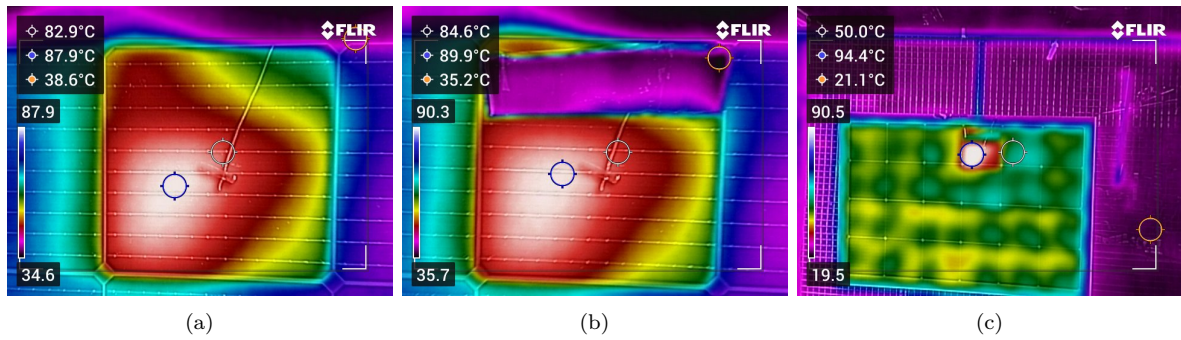 82.9°C
87.9°C
38.6°C
87.9
34.6
FLIR
(a)
84.6°C
89.9°C
35.2°C
90.3
35.7
FLIR
(b)
50.0°C
94.4°C
21.1°C
90.5
19.5
FLIR
(c)